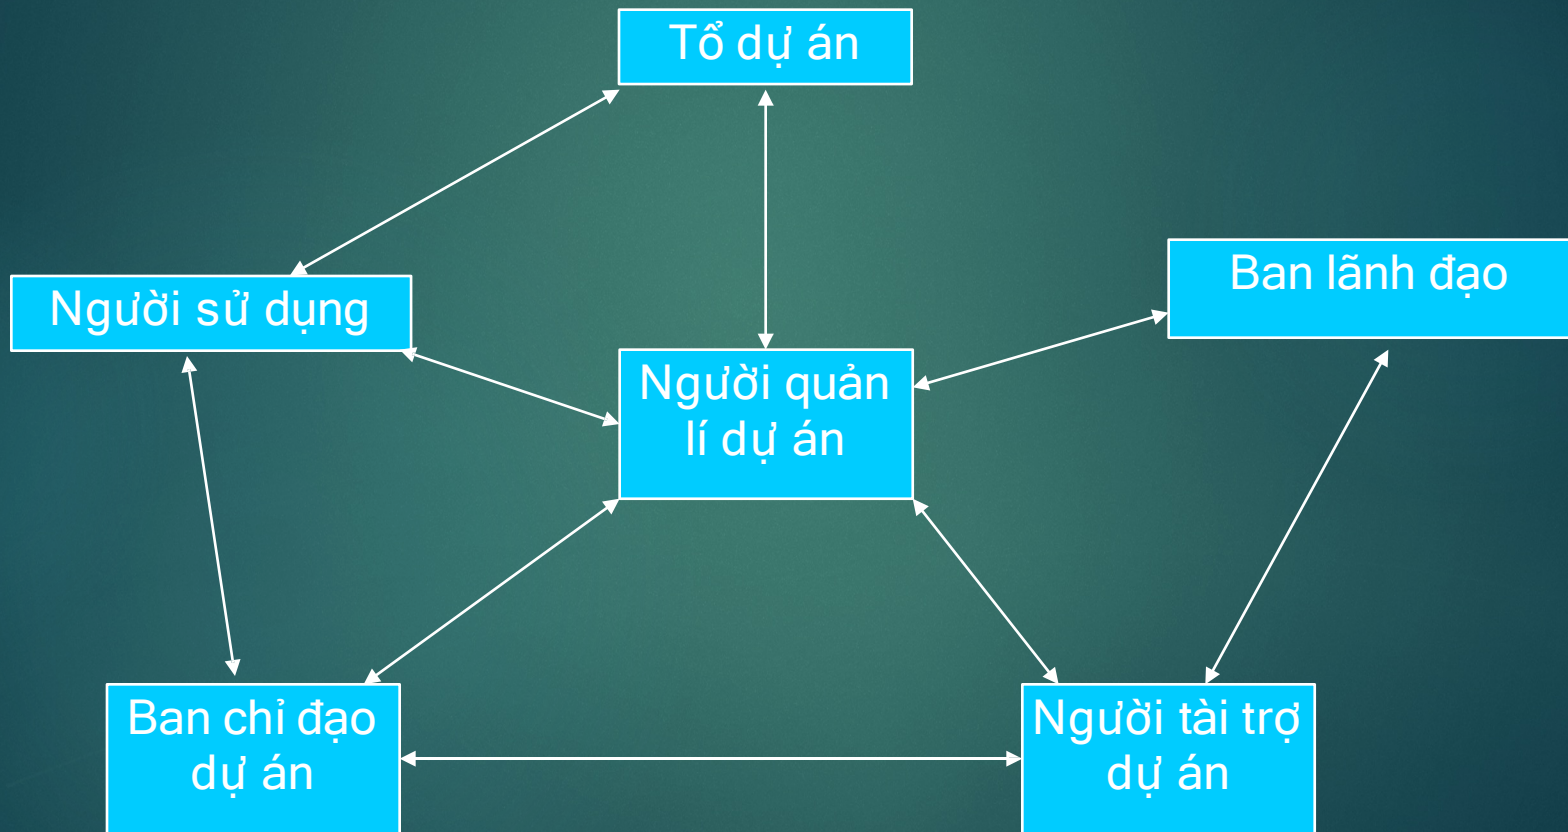 Tổ dự án
Người sử dụng
Ban lãnh đạo
Người quản
lí dự án
Ban chỉ đạo
dự án
Người tài trợ
dự án